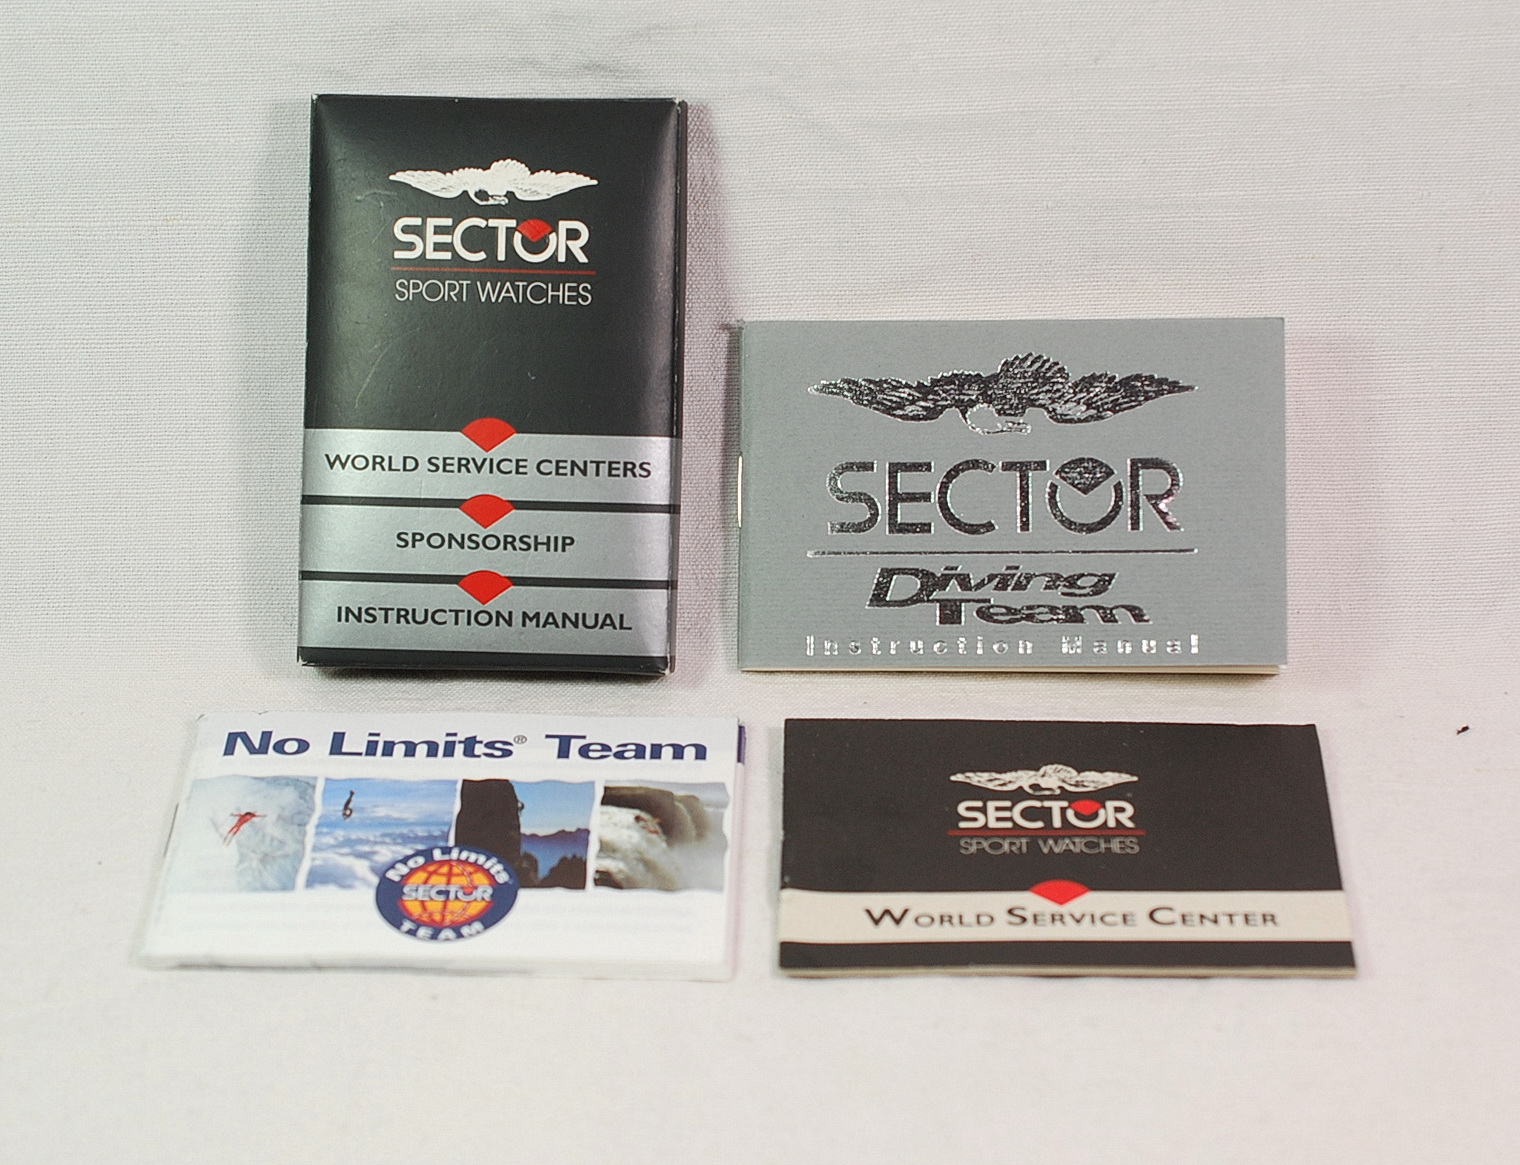 SECTOR
SPORT WATCHES
WORLD SERVICE CENTERS
SPONSORSHIP
INSTRUCTION MANUAL
SECTOR
Diving
Team
Instruction Manual
No Limits® Team
No Limits®
SECTOR
TEAM
SECTOR
SPORT WATCHES
WORLD SERVICE CENTER